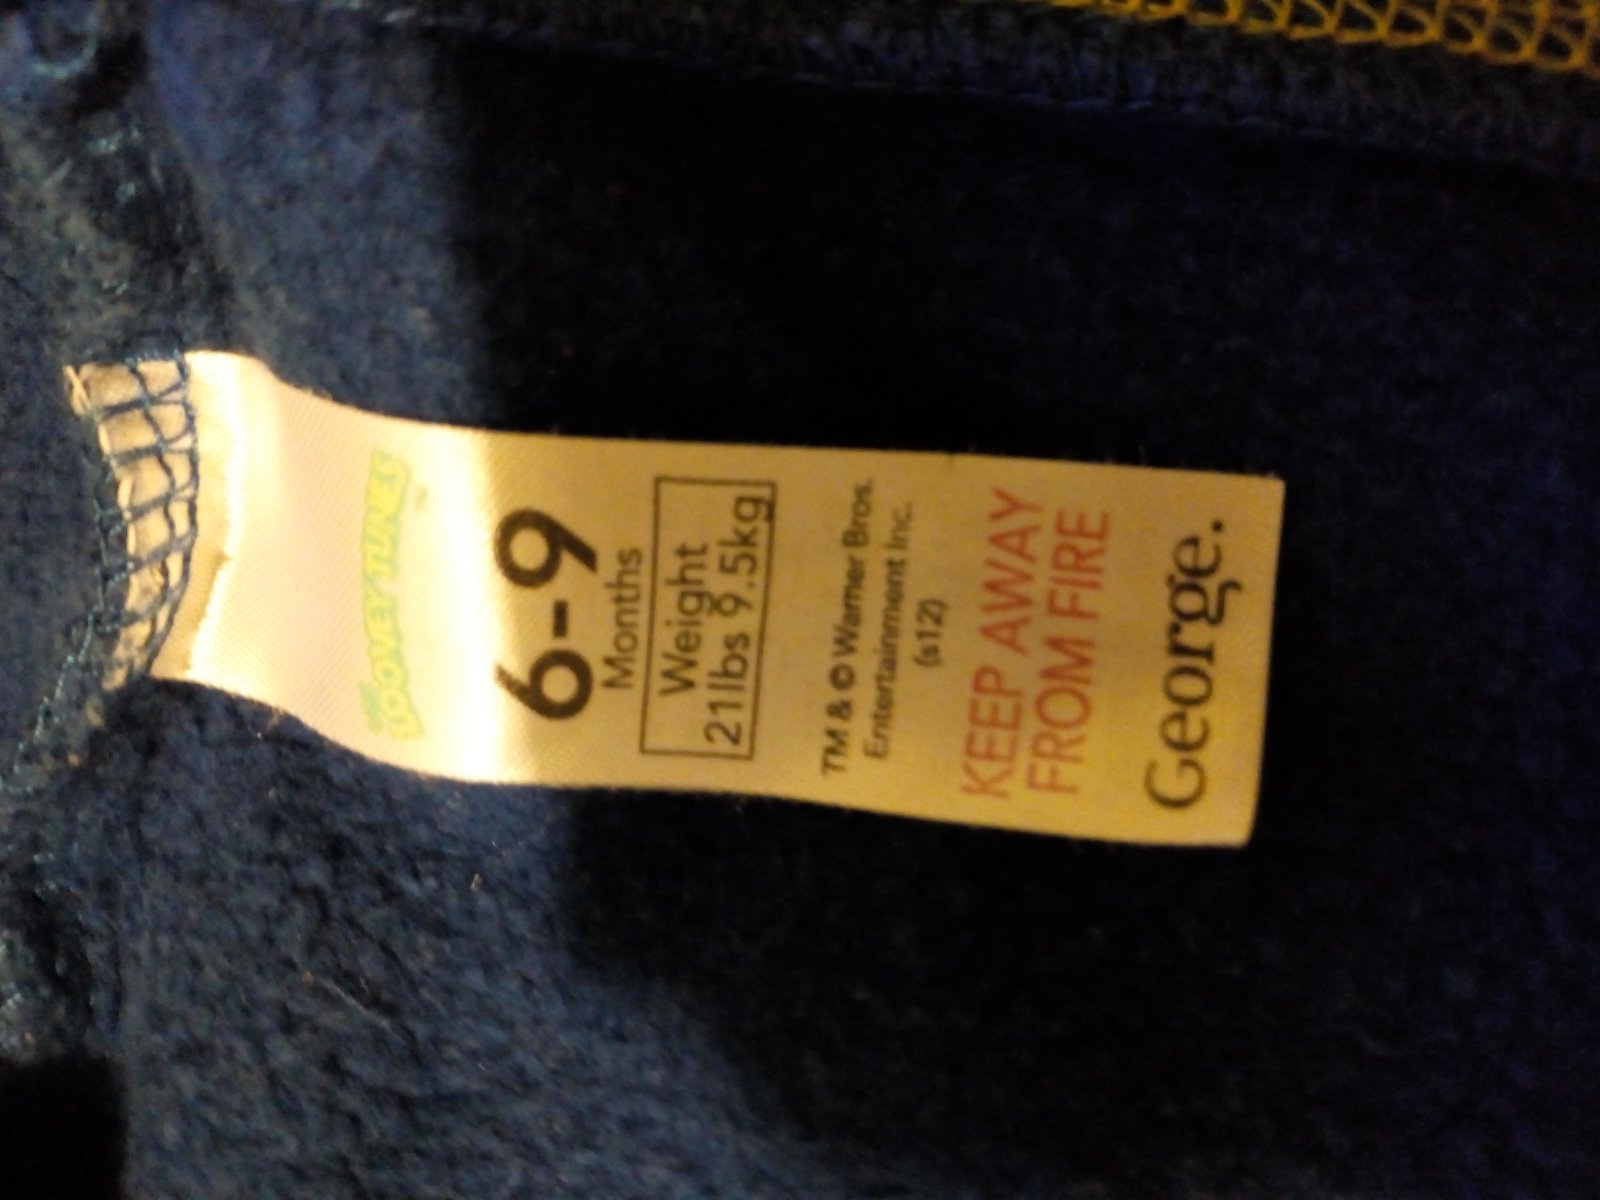 LOONEY TUNES
6-9
Months
Weight
21lbs 9.5kg
TM & © Warner Bros.
Entertainment Inc.
(s12)
KEEP AWAY
FROM FIRE
George.